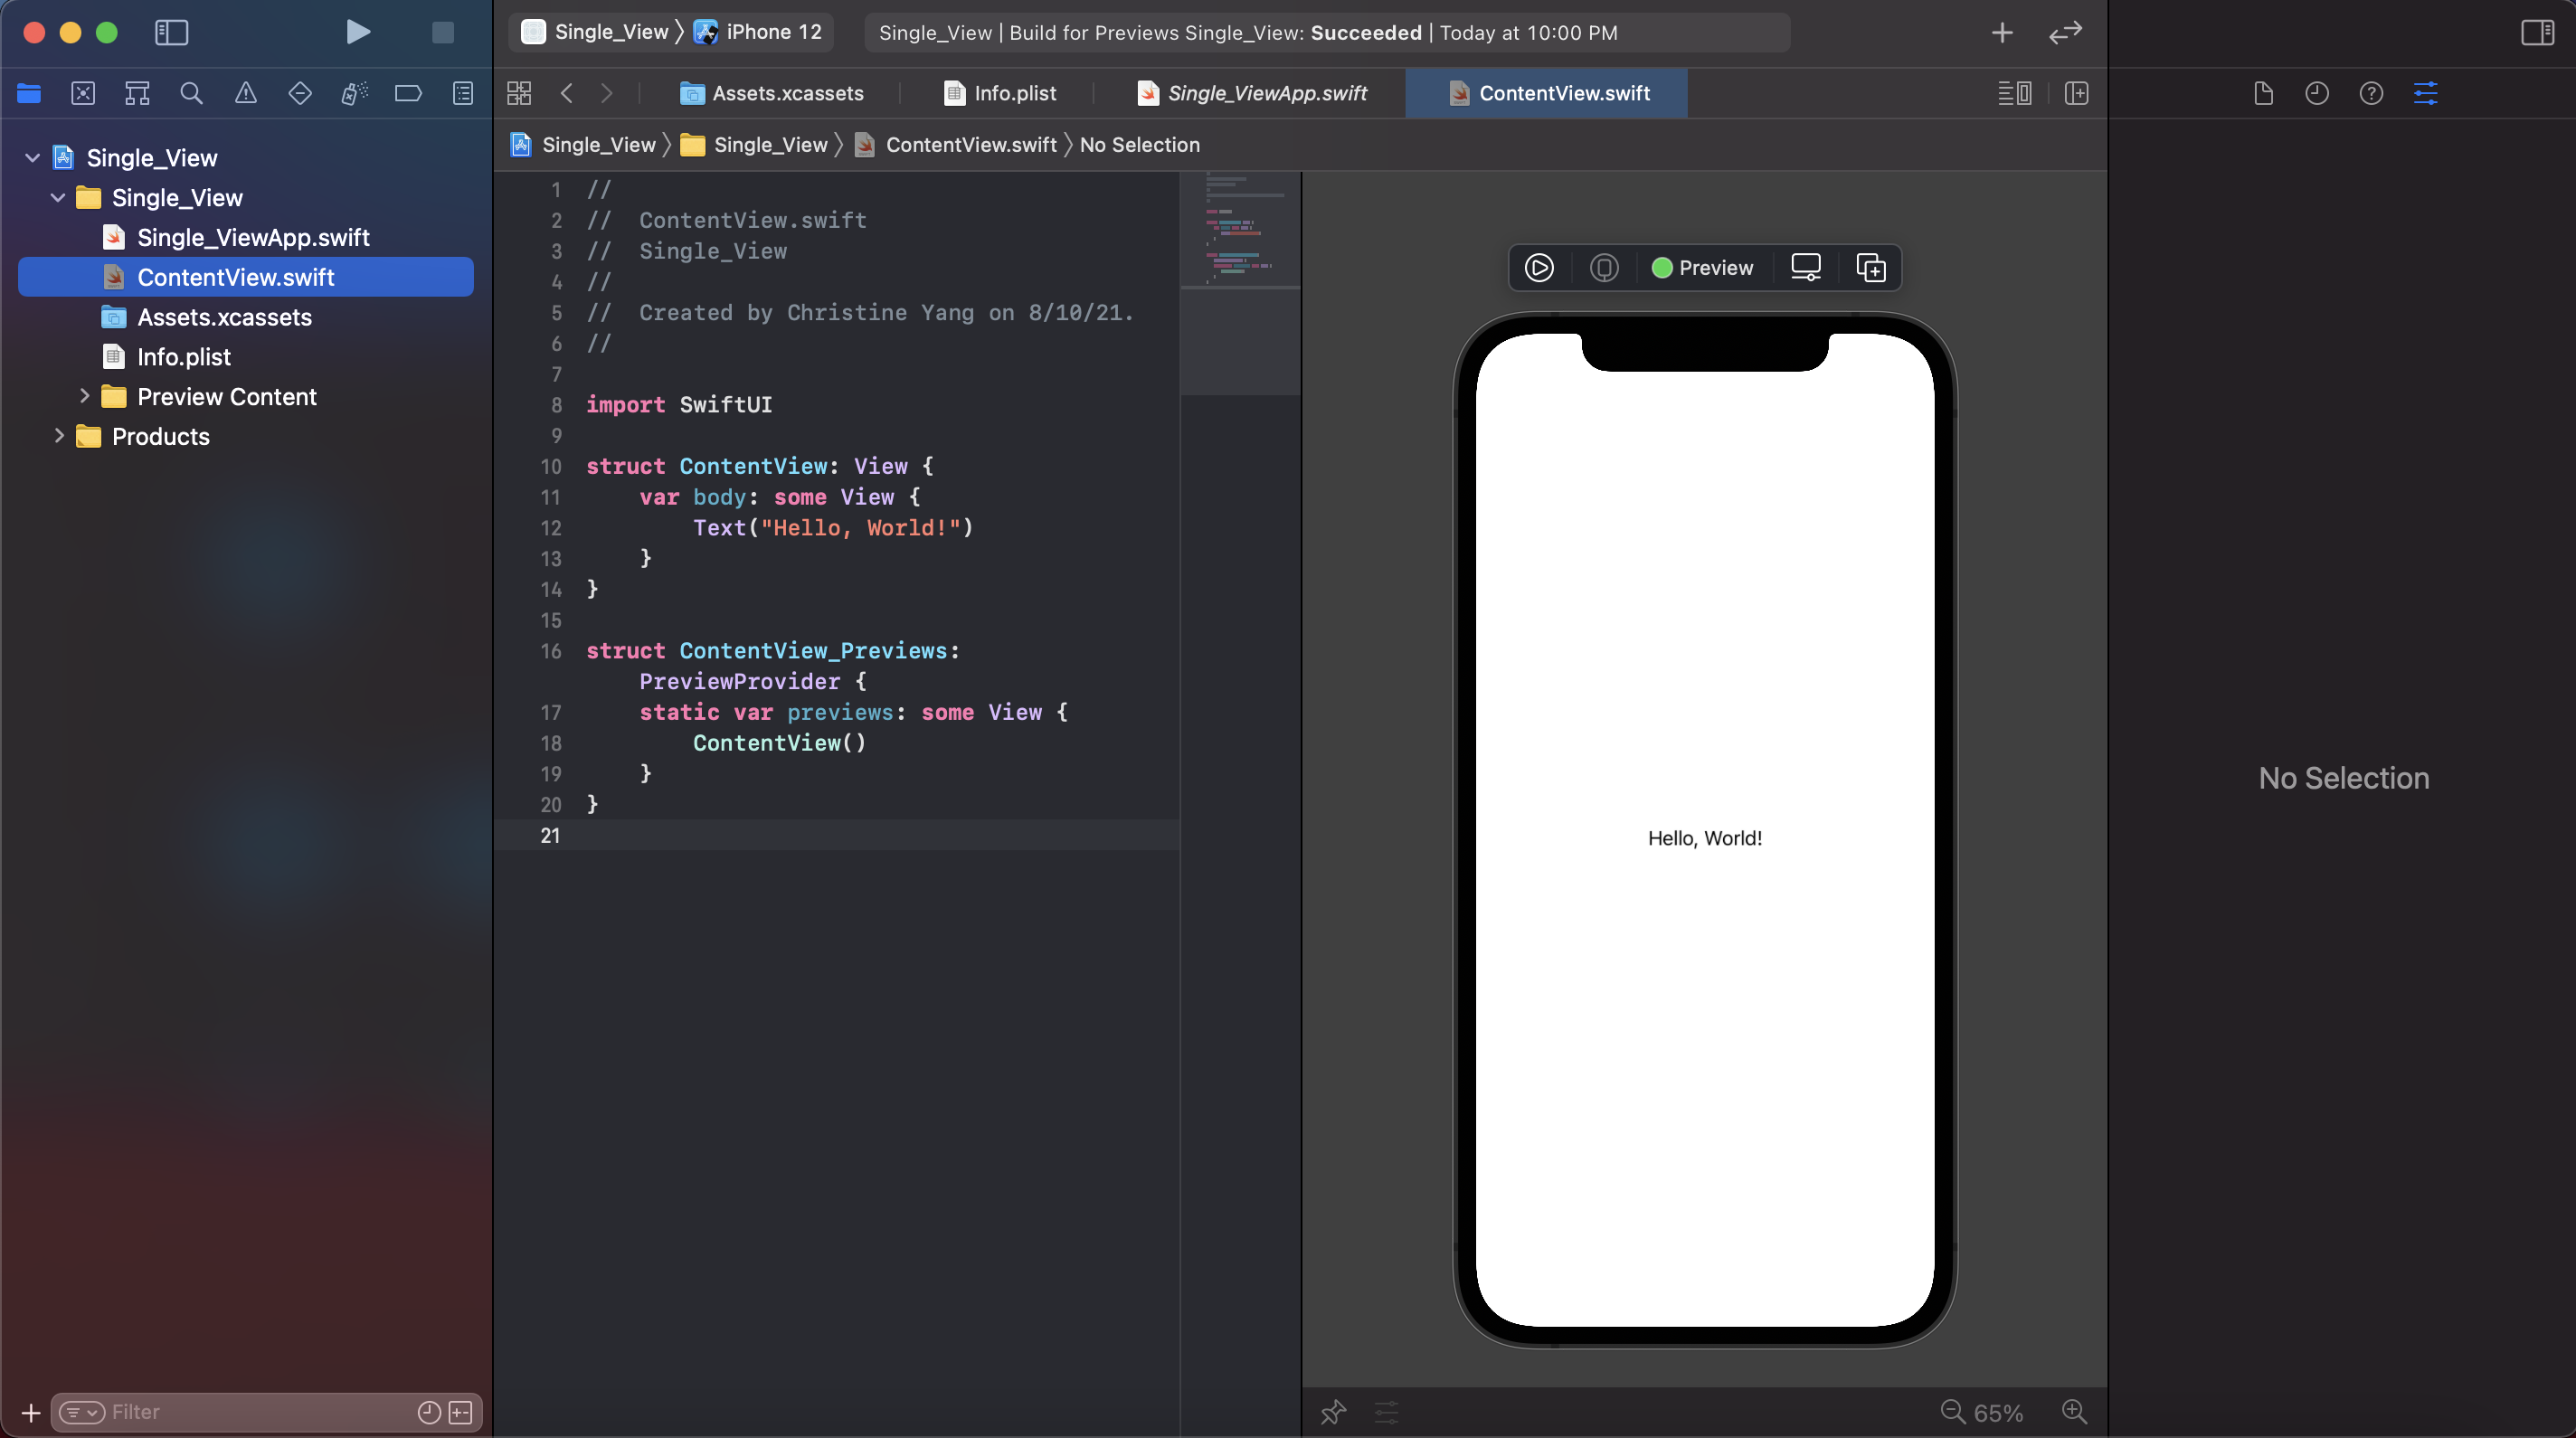 Single_View 〉 iPhone 12
Single_View | Build for Previews Single_View: Succeeded | Today at 10:00 PM
Assets.xcassets
Info.plist
Single_ViewApp.swift
ContentView.swift
Single_View 〉 Single_View 〉 ContentView.swift 〉 No Selection
Single_View
Single_View
Single_ViewApp.swift
ContentView.swift
Assets.xcassets
Info.plist
Preview Content
Products
Filter
1 //
2 //  ContentView.swift
3 //  Single_View
4 //
5 //  Created by Christine Yang on 8/10/21.
6 //
7
8 import SwiftUI
9
10 struct ContentView: View {
11     var body: some View {
12         Text("Hello, World!")
13     }
14 }
15
16 struct ContentView_Previews:
    PreviewProvider {
17     static var previews: some View {
18         ContentView()
19     }
20 }
21
Preview
Hello, World!
65%
No Selection